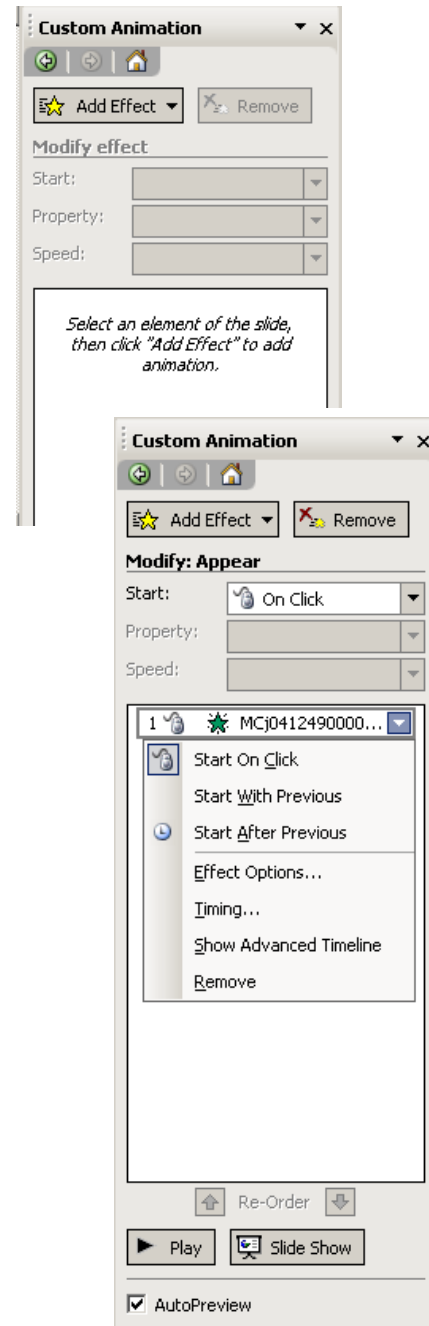 Custom Animation
Add Effect Remove
Modify effect
Start:
Property:
Speed:
Select an element of the slide,
then click "Add Effect" to add
animation.
Custom Animation
Add Effect Remove
Modify: Appear
Start: On Click
Property:
Speed:
1 MCj0412490000...
Start On Click
Start With Previous
Start After Previous
Effect Options...
Timing...
Show Advanced Timeline
Remove
Re-Order
Play Slide Show
AutoPreview